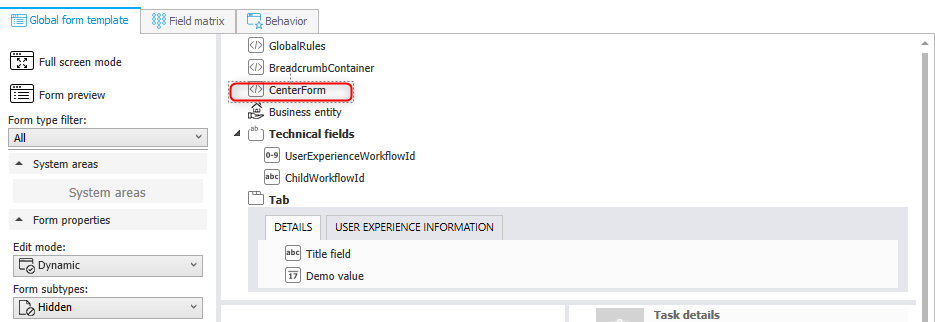 Global form template
Field matrix
Behavior
Full screen mode
Form preview
Form type filter:
All
System areas
System areas
Form properties
Edit mode:
Dynamic
Form subtypes:
Hidden
GlobalRules
BreadcrumbContainer
CenterForm
Business entity
ab
Technical fields
0-9
UserExperienceWorkflowId
abc
ChildWorkflowId
Tab
DETAILS
USER EXPERIENCE INFORMATION
abc
Title field
17
Demo value
Task details